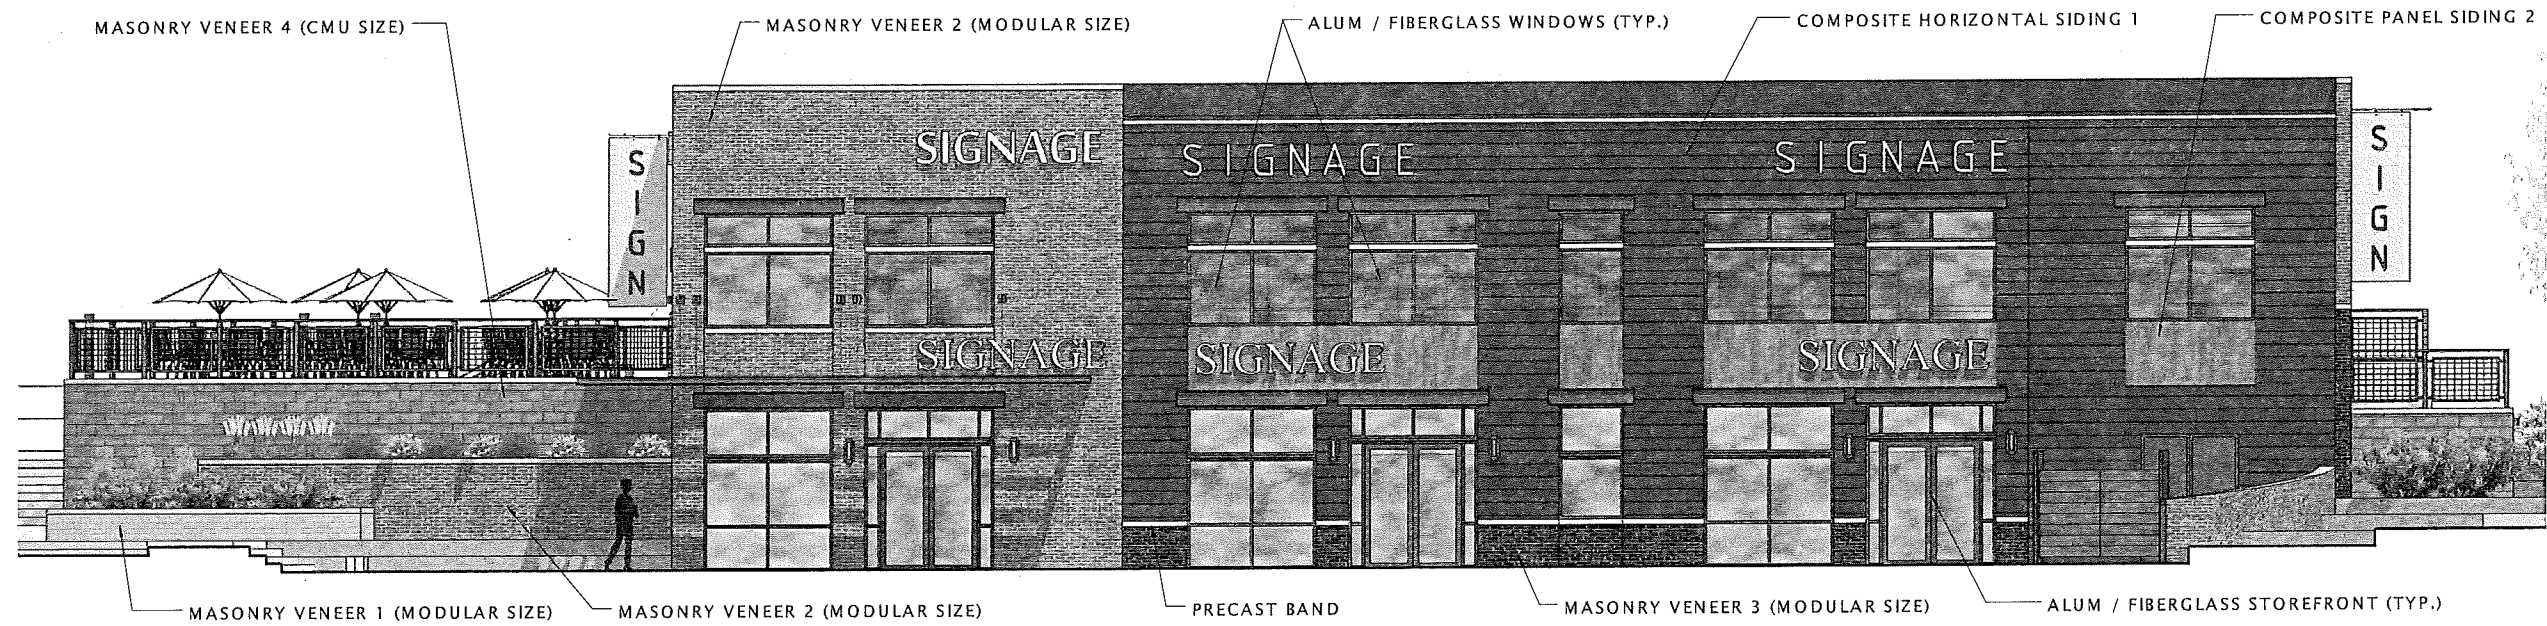 MASONRY VENEER 4 (CMU SIZE)
MASONRY VENEER 2 (MODULAR SIZE)
ALUM / FIBERGLASS WINDOWS (TYP.)
COMPOSITE HORIZONTAL SIDING 1
COMPOSITE PANEL SIDING 2
SIGN
SIGNAGE
SIGNAGE
SIGNAGE
SIGN
SIGNAGE
SIGNAGE
SIGNAGE
MASONRY VENEER 1 (MODULAR SIZE)
MASONRY VENEER 2 (MODULAR SIZE)
PRECAST BAND
MASONRY VENEER 3 (MODULAR SIZE)
ALUM / FIBERGLASS STOREFRONT (TYP.)